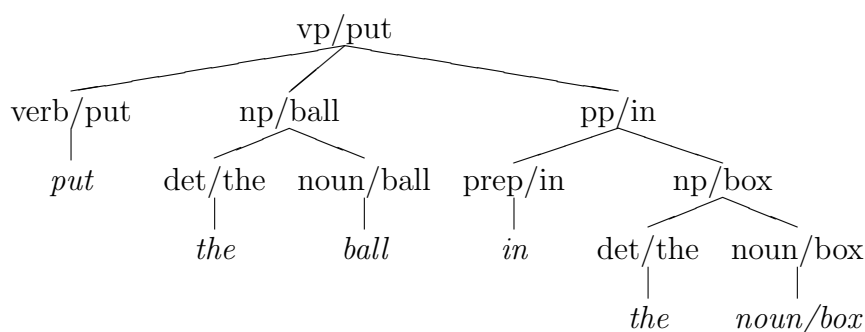 vp/put
verb/put np/ball pp/in
put det/the noun/ball prep/in np/box
the ball in det/the noun/box
the noun/box